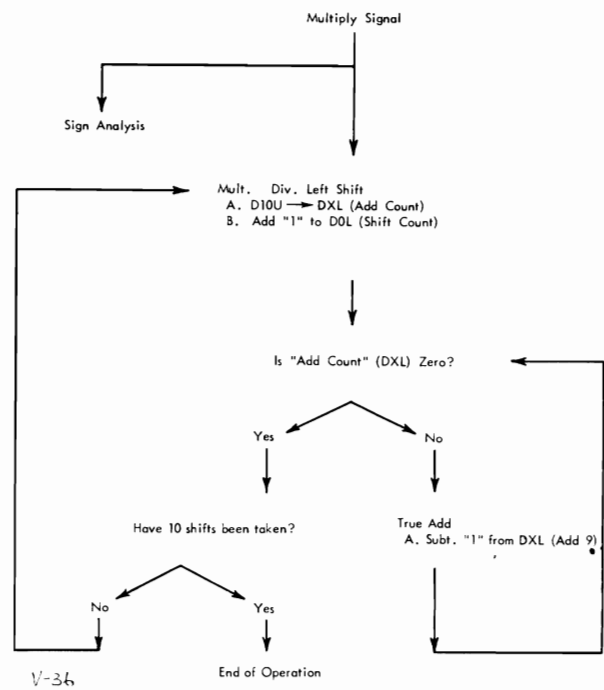 Multiply Signal
Sign Analysis
Mult. Div. Left Shift
A. D10U → DXL (Add Count)
B. Add "1" to D0L (Shift Count)
Is "Add Count" (DXL) Zero?
Yes
No
Have 10 shifts been taken?
True Add
A. Subt. "1" from DXL (Add 9)
No
Yes
End of Operation
V-36